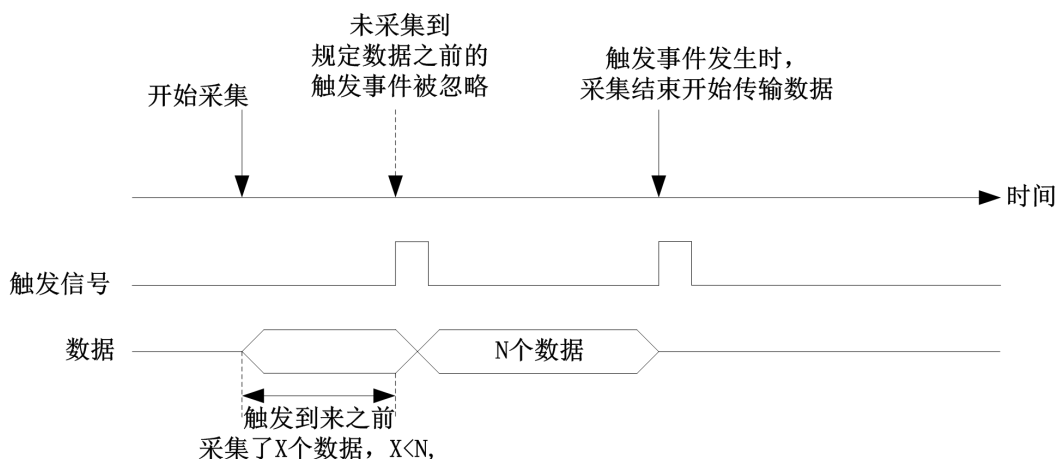 未采集到
规定数据之前的
触发事件被忽略
触发事件发生时，
采集结束开始传输数据
开始采集
时间
触发信号
数据
N个数据
触发到来之前
采集了X个数据，X<N,